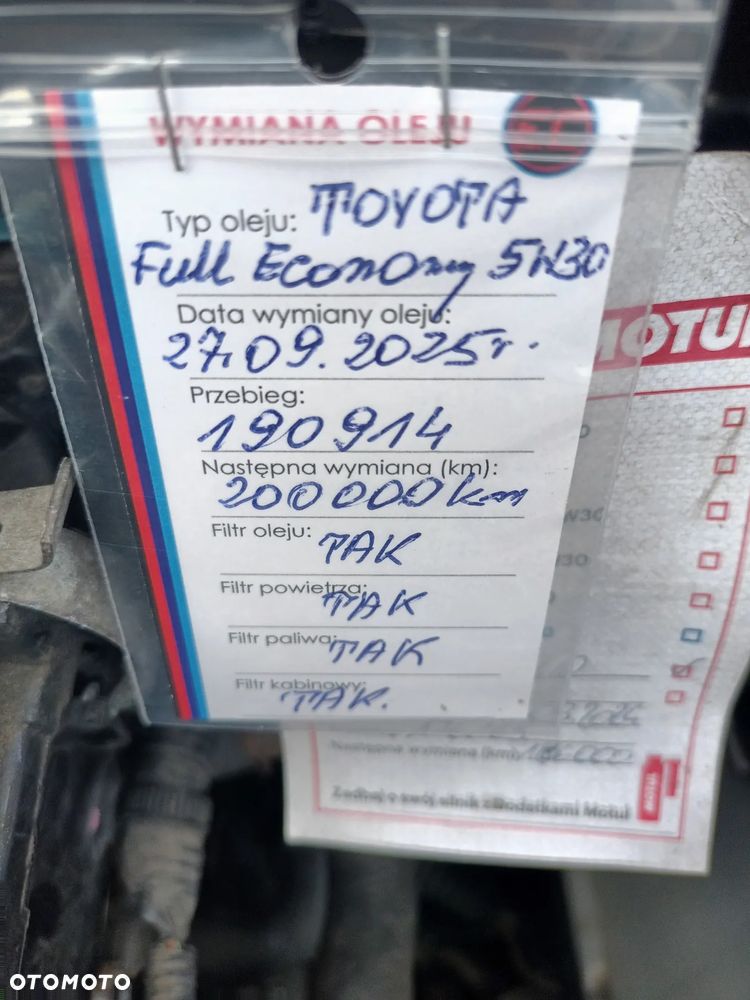 WYMIANA OLEJU
Typ oleju: TOYOTA
Full Economy 5W30
Data wymiany oleju:
27.09.2025r.
Przebieg:
190914
Następna wymiana (km):
200000km
Filtr oleju: TAK
Filtr powietrza: TAK
Filtr paliwa: TAK
Filtr kabinowy: TAK.
MOTUL
W30
30
Następna wymiana (km)
Zadbaj o swój silnik z Dodatkami Motul
OTOMOTO